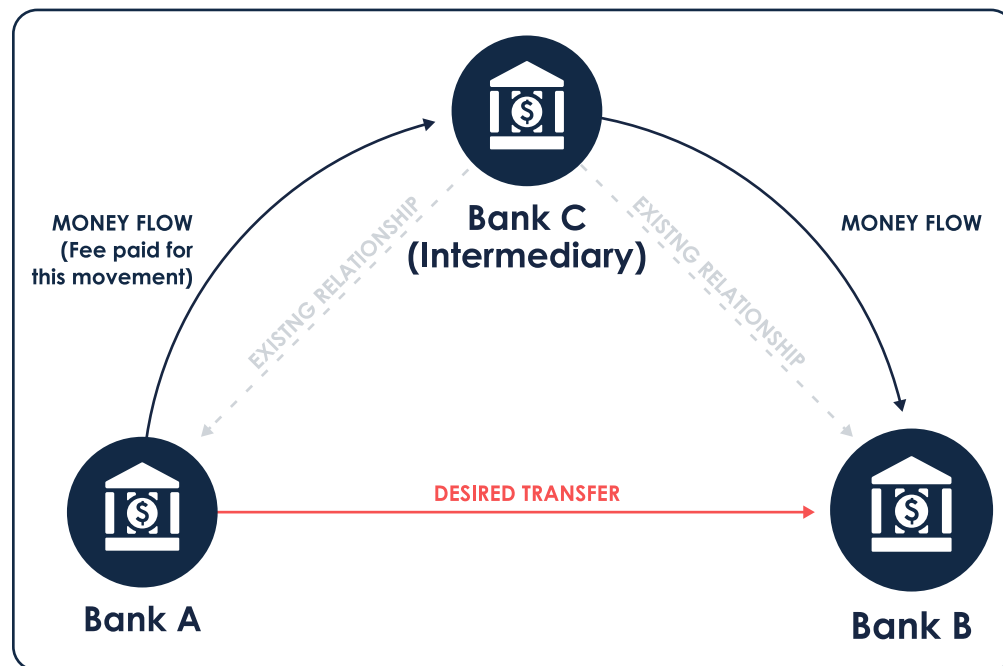 Bank C
(Intermediary)
MONEY FLOW
(Fee paid for
this movement)
EXISTNG RELATIONSHIP
EXISTNG RELATIONSHIP
MONEY FLOW
DESIRED TRANSFER
Bank A
Bank B
$
$
$